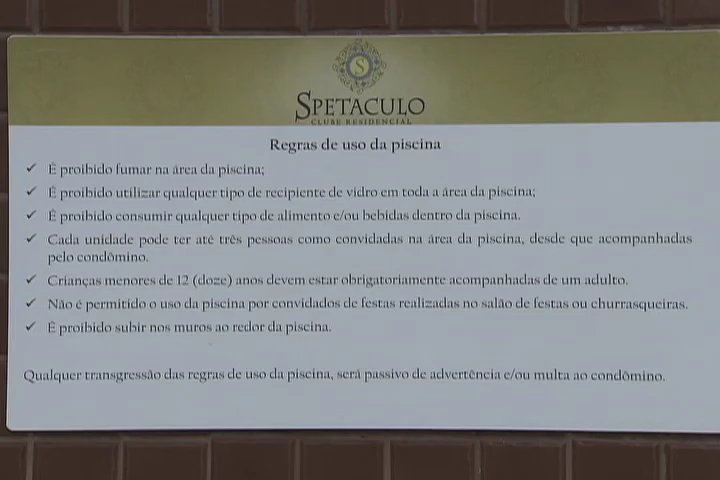 S
SPETACULO
CLUBE RESIDENCIAL
Regras de uso da piscina
✓ É proibido fumar na área da piscina;
✓ É proibido utilizar qualquer tipo de recipiente de vidro em toda a área da piscina;
✓ É proibido consumir qualquer tipo de alimento e/ou bebidas dentro da piscina.
✓ Cada unidade pode ter até três pessoas como convidadas na área da piscina, desde que acompanhadas
pelo condômino.
✓ Crianças menores de 12 (doze) anos devem estar obrigatoriamente acompanhadas de um adulto.
✓ Não é permitido o uso da piscina por convidados de festas realizadas no salão de festas ou churrasqueiras.
✓ É proibido subir nos muros ao redor da piscina.
Qualquer transgressão das regras de uso da piscina, será passivo de advertência e/ou multa ao condômino.